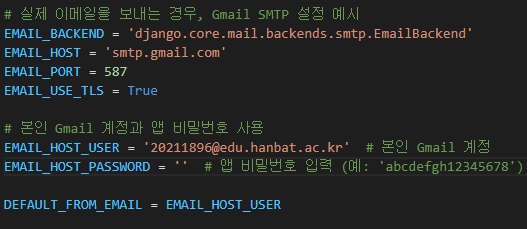 # 실제 이메일을 보내는 경우, Gmail SMTP 설정 예시
EMAIL_BACKEND = 'django.core.mail.backends.smtp.EmailBackend'
EMAIL_HOST = 'smtp.gmail.com'
EMAIL_PORT = 587
EMAIL_USE_TLS = True
# 본인 Gmail 계정과 앱 비밀번호 사용
EMAIL_HOST_USER = '20211896@edu.hanbat.ac.kr'  # 본인 Gmail 계정
EMAIL_HOST_PASSWORD = ''  # 앱 비밀번호 입력 (예: 'abcdefgh12345678')
DEFAULT_FROM_EMAIL = EMAIL_HOST_USER